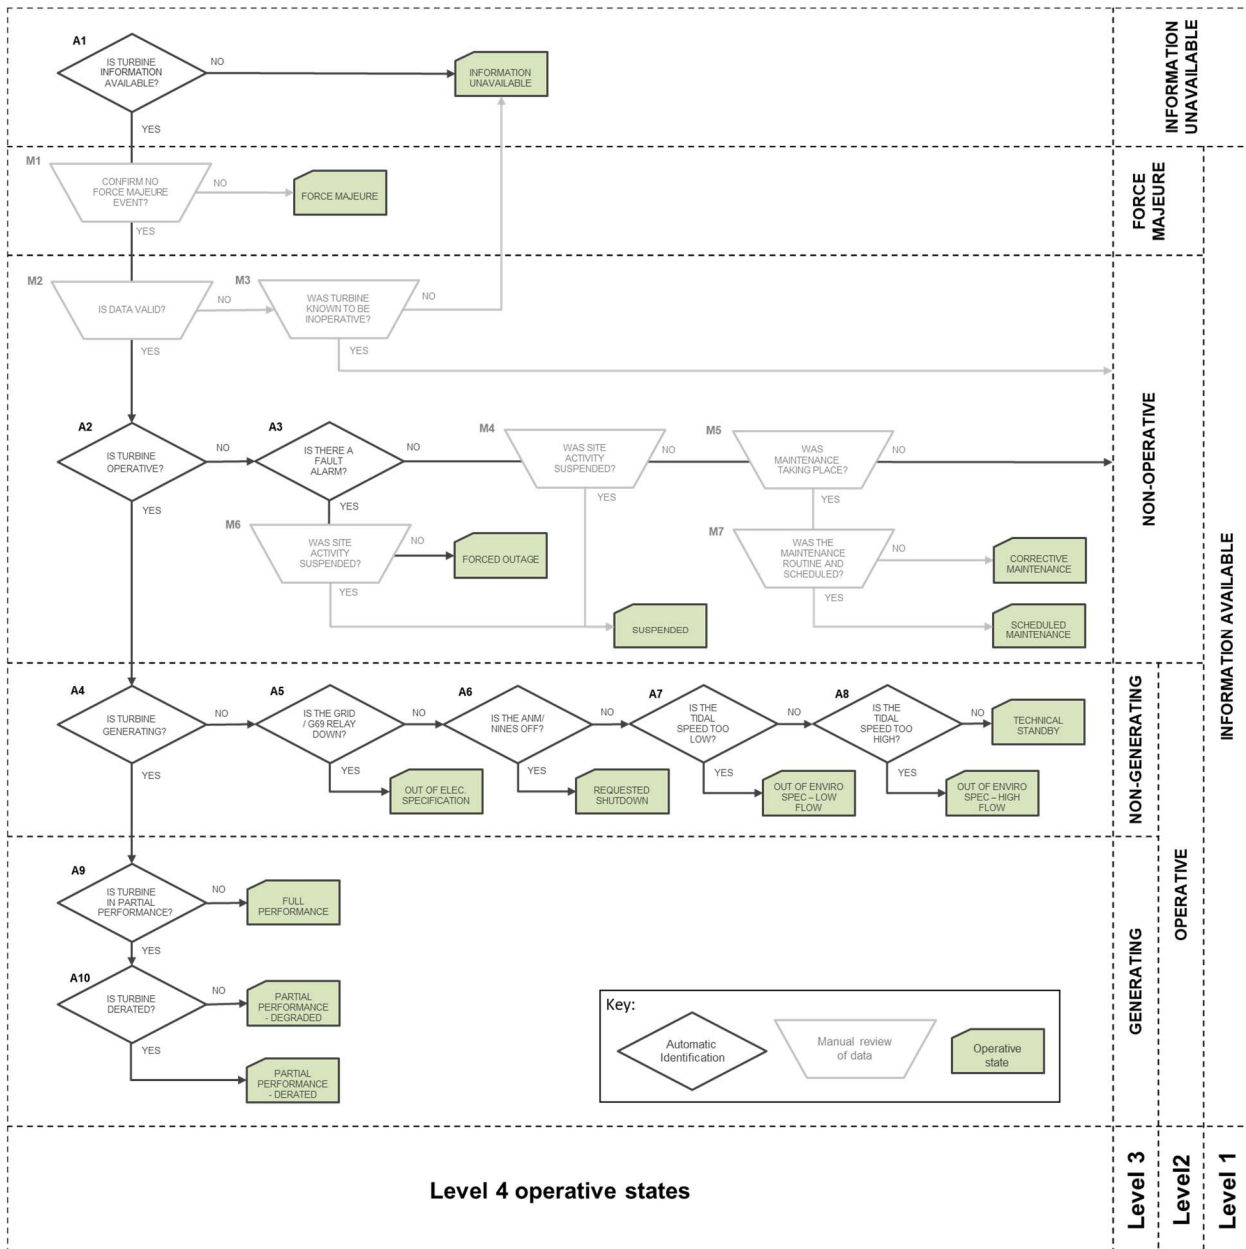 A1
IS TURBINE
INFORMATION
AVAILABLE?
NO
YES
INFORMATION
UNAVAILABLE
INFORMATION
UNAVAILABLE
M1
CONFIRM NO
FORCE MAJEURE
EVENT?
NO
YES
FORCE MAJEURE
FORCE
MAJEURE
M2
IS DATA VALID?
NO
YES
M3
WAS TURBINE
KNOWN TO BE
INOPERATIVE?
NO
YES
A2
IS TURBINE
OPERATIVE?
NO
YES
A3
IS THERE A
FAULT
ALARM?
NO
YES
M4
WAS SITE
ACTIVITY
SUSPENDED?
NO
YES
M5
WAS
MAINTENANCE
TAKING PLACE?
NO
YES
M6
WAS SITE
ACTIVITY
SUSPENDED?
NO
YES
FORCED OUTAGE
SUSPENDED
M7
WAS THE
MAINTENANCE
ROUTINE AND
SCHEDULED?
NO
YES
CORRECTIVE
MAINTENANCE
SCHEDULED
MAINTENANCE
NON-OPERATIVE
INFORMATION AVAILABLE
A4
IS TURBINE
GENERATING?
NO
YES
A5
IS THE GRID
/ G69 RELAY
DOWN?
NO
YES
OUT OF ELEC.
SPECIFICATION
A6
IS THE ANM/
NINES OFF?
NO
YES
REQUESTED
SHUTDOWN
A7
IS THE
TIDAL
SPEED TOO
LOW?
NO
YES
OUT OF ENVIRO
SPEC – LOW
FLOW
A8
IS THE
TIDAL
SPEED TOO
HIGH?
NO
YES
OUT OF ENVIRO
SPEC – HIGH
FLOW
TECHNICAL
STANDBY
NON-GENERATING
OPERATIVE
A9
IS TURBINE
IN PARTIAL
PERFORMANCE?
NO
YES
FULL
PERFORMANCE
A10
IS TURBINE
DERATED?
NO
YES
PARTIAL
PERFORMANCE
- DEGRADED
PARTIAL
PERFORMANCE
- DERATED
GENERATING
Key:
Automatic
Identification
Manual review
of data
Operative
state
Level 4 operative states
Level 3
Level2
Level 1